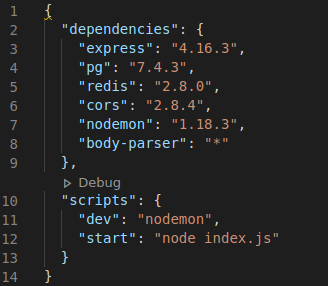 1 {
2 "dependencies": {
3 "express": "4.16.3",
4 "pg": "7.4.3",
5 "redis": "2.8.0",
6 "cors": "2.8.4",
7 "nodemon": "1.18.3",
8 "body-parser": "*"
9 },
Debug
10 "scripts": {
11 "dev": "nodemon",
12 "start": "node index.js"
13 }
14 }